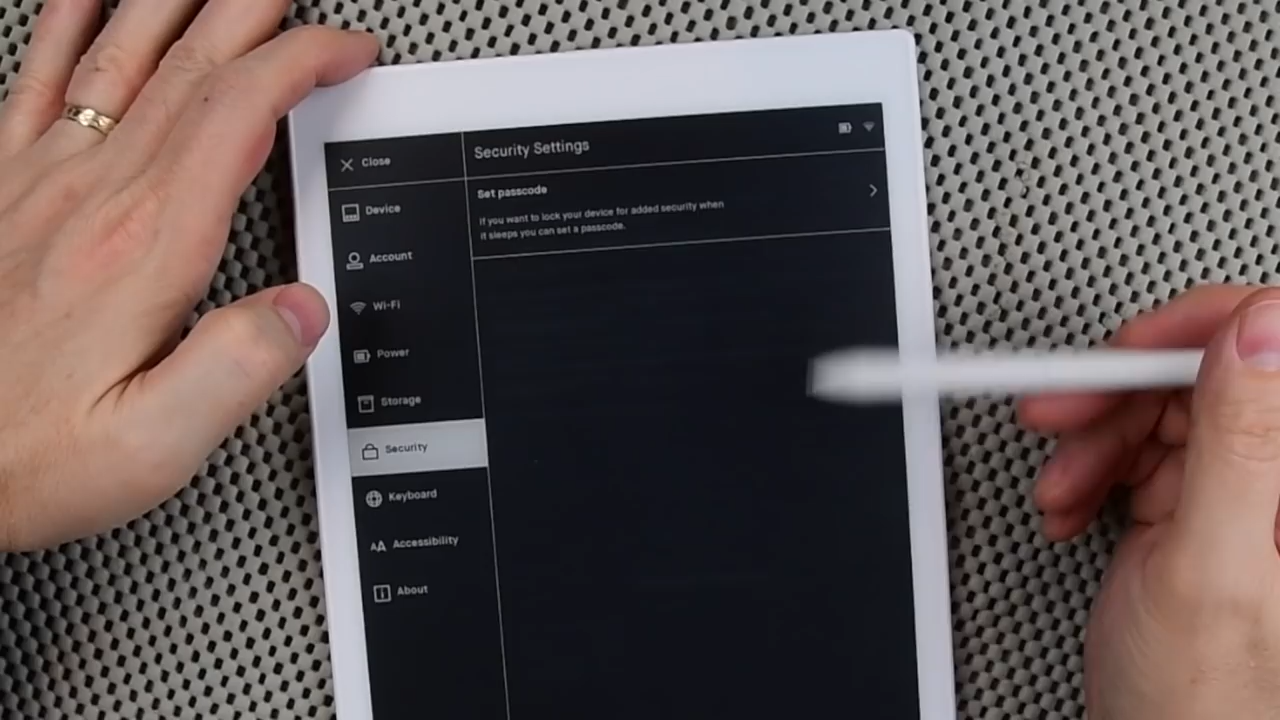 Close
Security Settings
Set passcode
If you want to lock your device for added security when
it sleeps you can set a passcode.
Device
Account
Wi-Fi
Power
Storage
Security
Keyboard
AA Accessibility
About